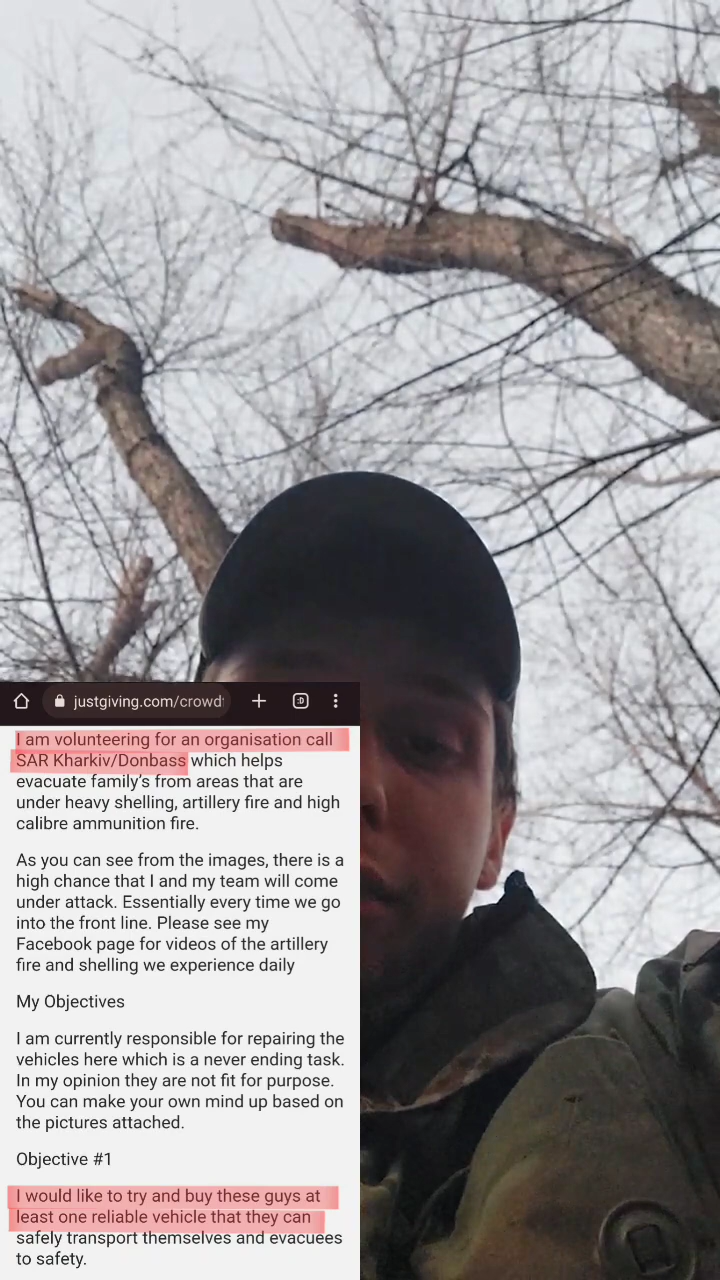 justgiving.com/crowd
:D
I am volunteering for an organisation call
SAR Kharkiv/Donbass which helps
evacuate family's from areas that are
under heavy shelling, artillery fire and high
calibre ammunition fire.
As you can see from the images, there is a
high chance that I and my team will come
under attack. Essentially every time we go
into the front line. Please see my
Facebook page for videos of the artillery
fire and shelling we experience daily
My Objectives
I am currently responsible for repairing the
vehicles here which is a never ending task.
In my opinion they are not fit for purpose.
You can make your own mind up based on
the pictures attached.
Objective #1
I would like to try and buy these guys at
least one reliable vehicle that they can
safely transport themselves and evacuees
to safety.